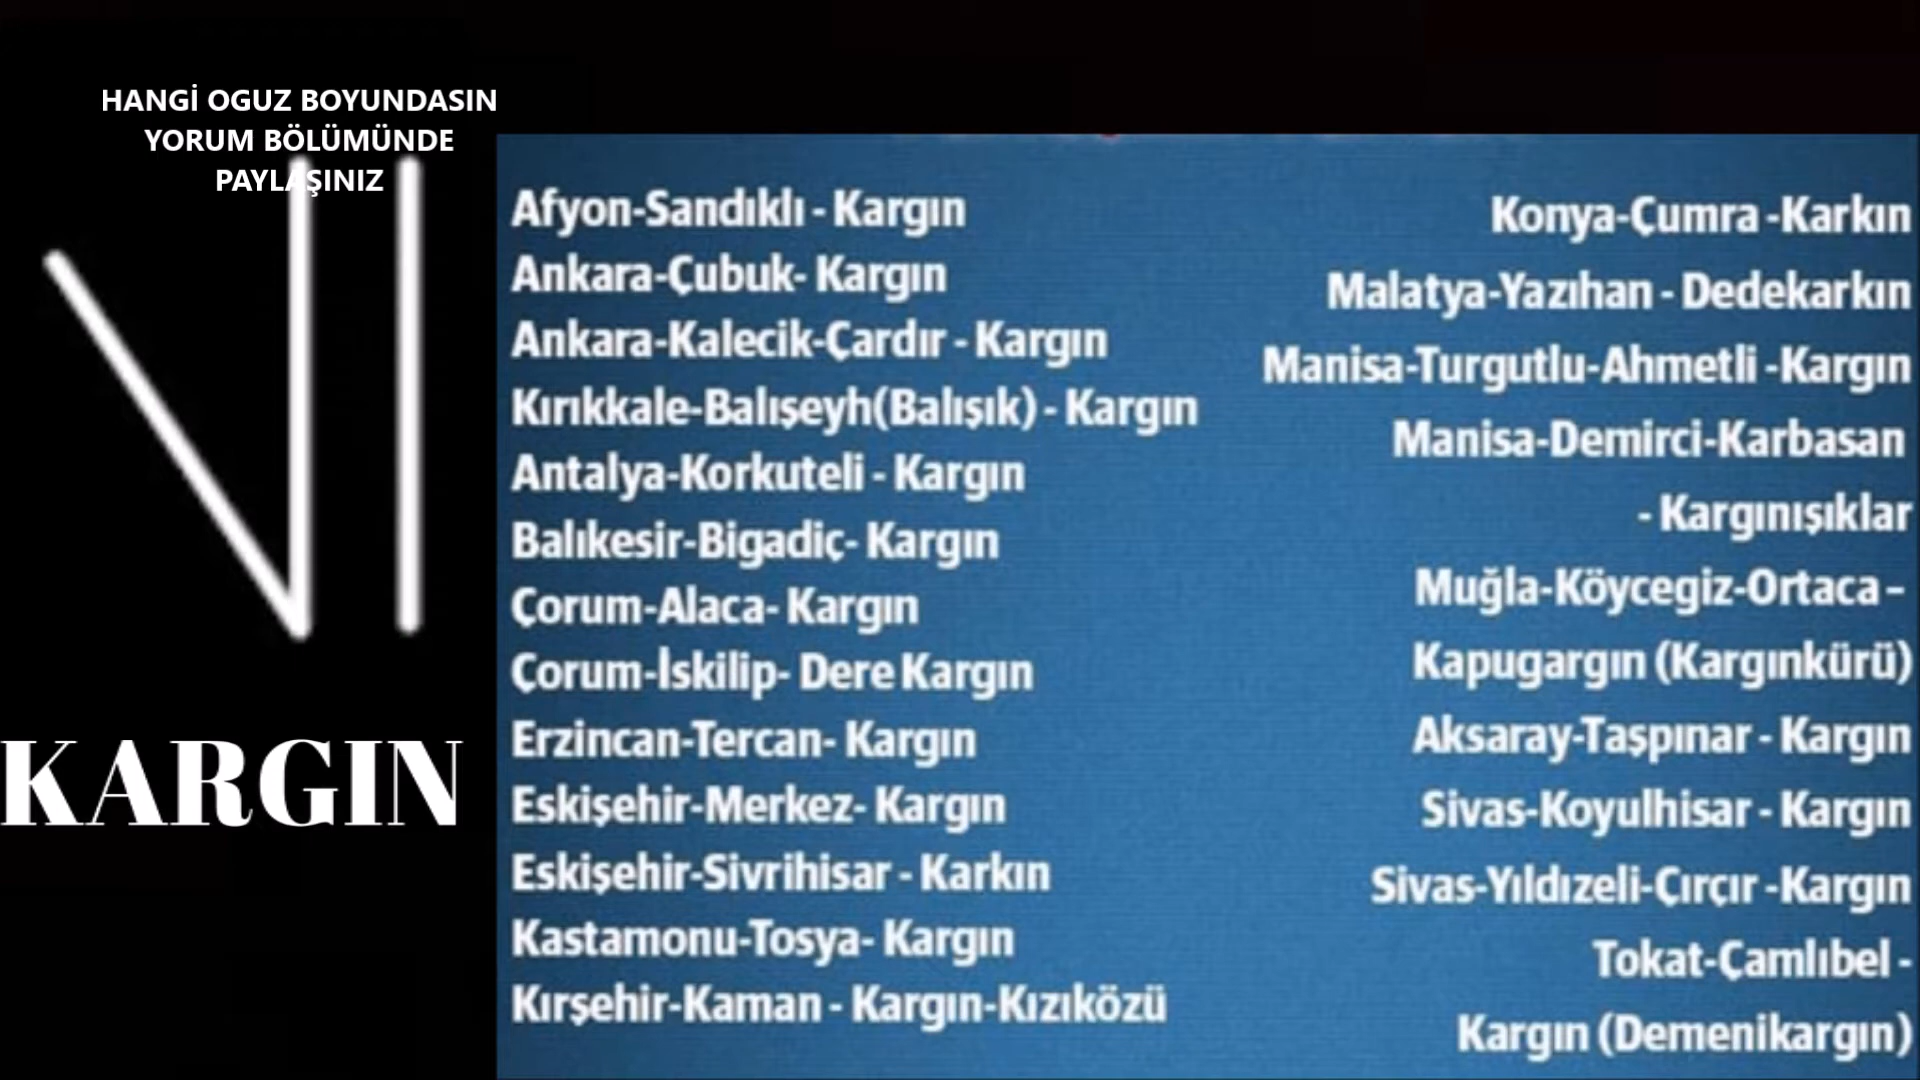 HANGİ OGUZ BOYUNDASIN
YORUM BÖLÜMÜNDE
PAYLAŞINIZ
KARGIN
Afyon-Sandıklı - Kargın
Ankara-Çubuk- Kargın
Ankara-Kalecik-Çardır - Kargın
Kırıkkale-Balışeyh(Balışık) - Kargın
Antalya-Korkuteli - Kargın
Balıkesir-Bigadiç- Kargın
Çorum-Alaca- Kargın
Çorum-İskilip- Dere Kargın
Erzincan-Tercan- Kargın
Eskişehir-Merkez- Kargın
Eskişehir-Sivrihisar - Karkın
Kastamonu-Tosya- Kargın
Kırşehir-Kaman - Kargın-Kızıközü
Konya-Çumra -Karkın
Malatya-Yazıhan - Dedekarkın
Manisa-Turgutlu-Ahmetli -Kargın
Manisa-Demirci-Karbasan
- Kargınışıklar
Muğla-Köycegiz-Ortaca –
Kapugargın (Kargınkürü)
Aksaray-Taşpınar - Kargın
Sivas-Koyulhisar - Kargın
Sivas-Yıldızeli-Çırçır -Kargın
Tokat-Çamlıbel -
Kargın (Demenikargın)